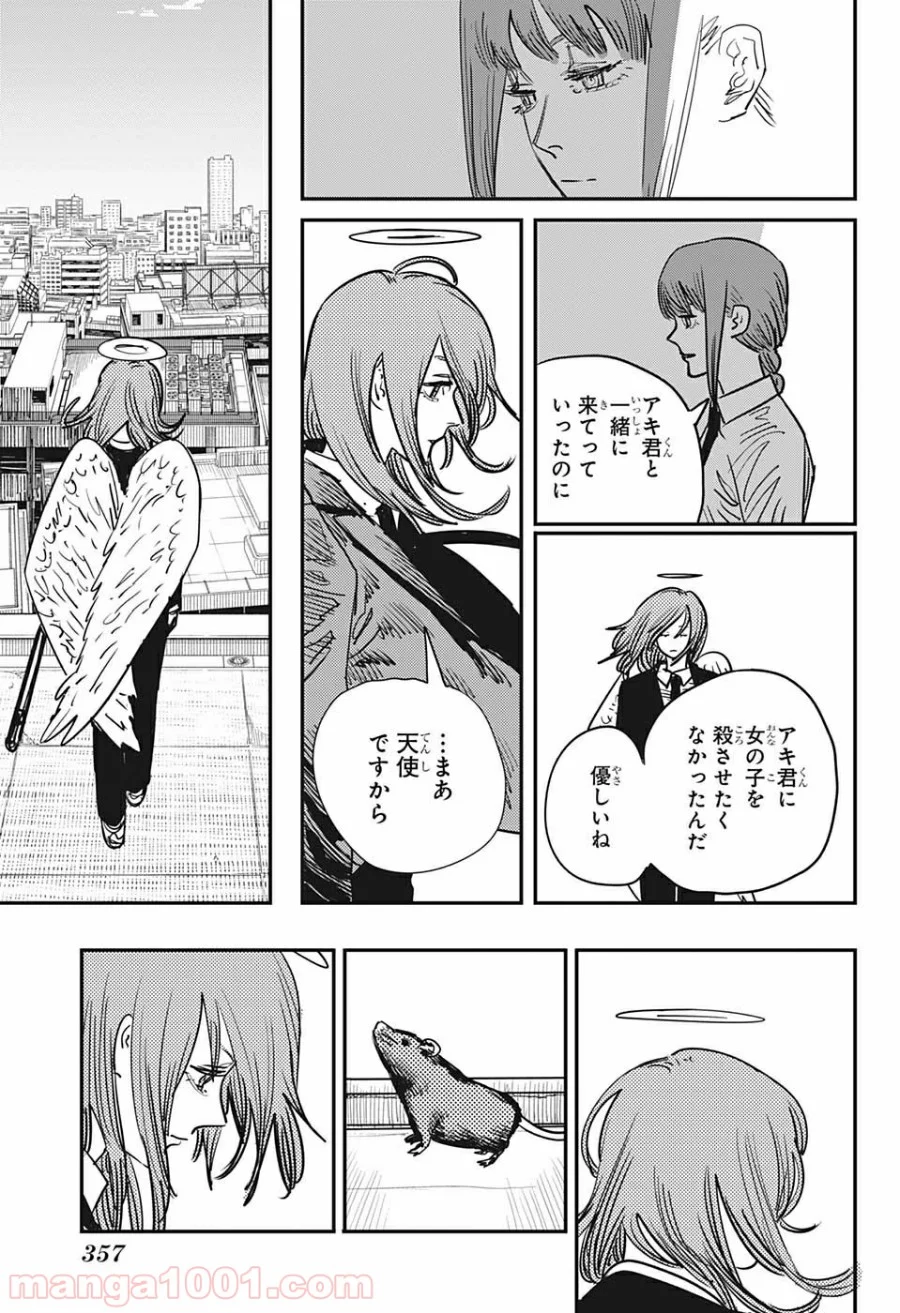 アキ君と
一緒に
来てって
いったのに
アキ君に
女の子を
殺させたく
なかったんだ
優しいね
…まあ
天使
ですから
357
manga1001.com